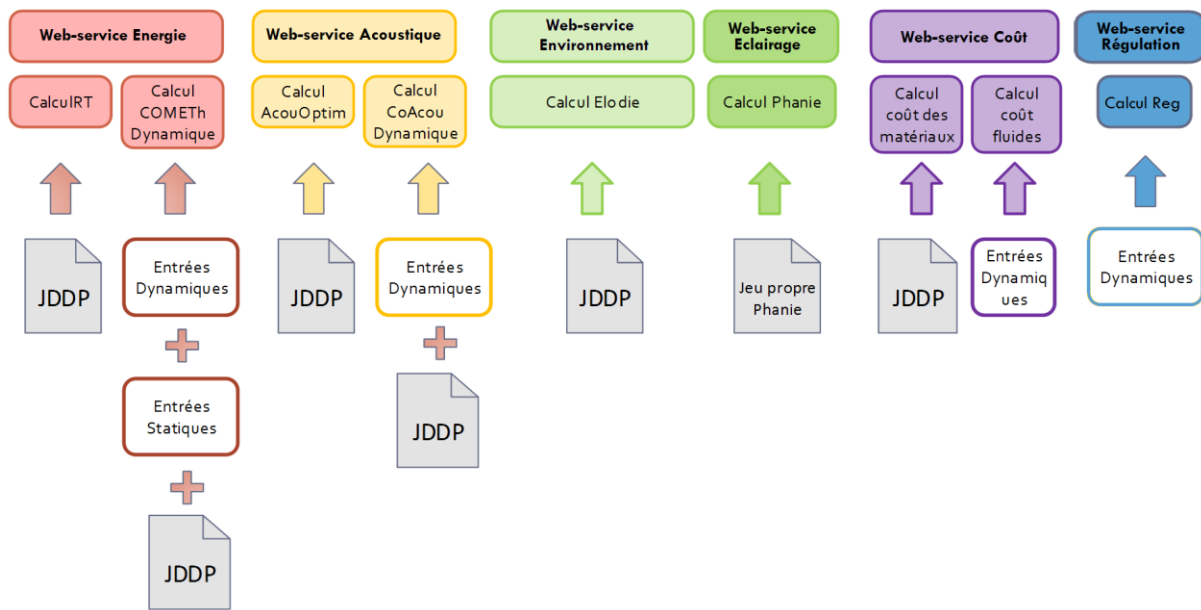 Web-service Energie
Web-service Acoustique
Web-service
Environnement
Web-service
Eclairage
Web-service Coût
Web-service
Régulation
CalculRT
Calcul
COMETh
Dynamique
Calcul
AcouOptim
Calcul
CoAcou
Dynamique
Calcul Elodie
Calcul Phanie
Calcul
coût des
matériaux
Calcul
coût
fluides
Calcul Reg
JDDP
Entrées
Dynamiques
JDDP
Entrées
Dynamiques
JDDP
Jeu propre
Phanie
JDDP
Entrées
Dynamiq
ues
Entrées
Dynamiques
Entrées
Statiques
JDDP
JDDP